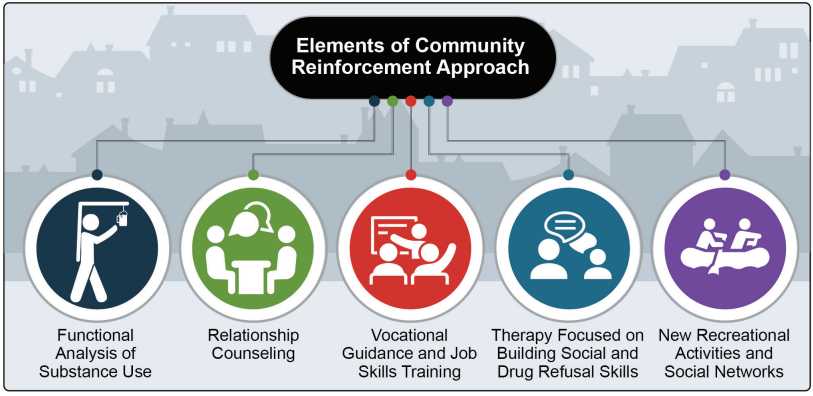 Elements of Community
Reinforcement Approach
Functional
Analysis of
Substance Use
Relationship
Counseling
Vocational
Guidance and Job
Skills Training
Therapy Focused on
Building Social and
Drug Refusal Skills
New Recreational
Activities and
Social Networks